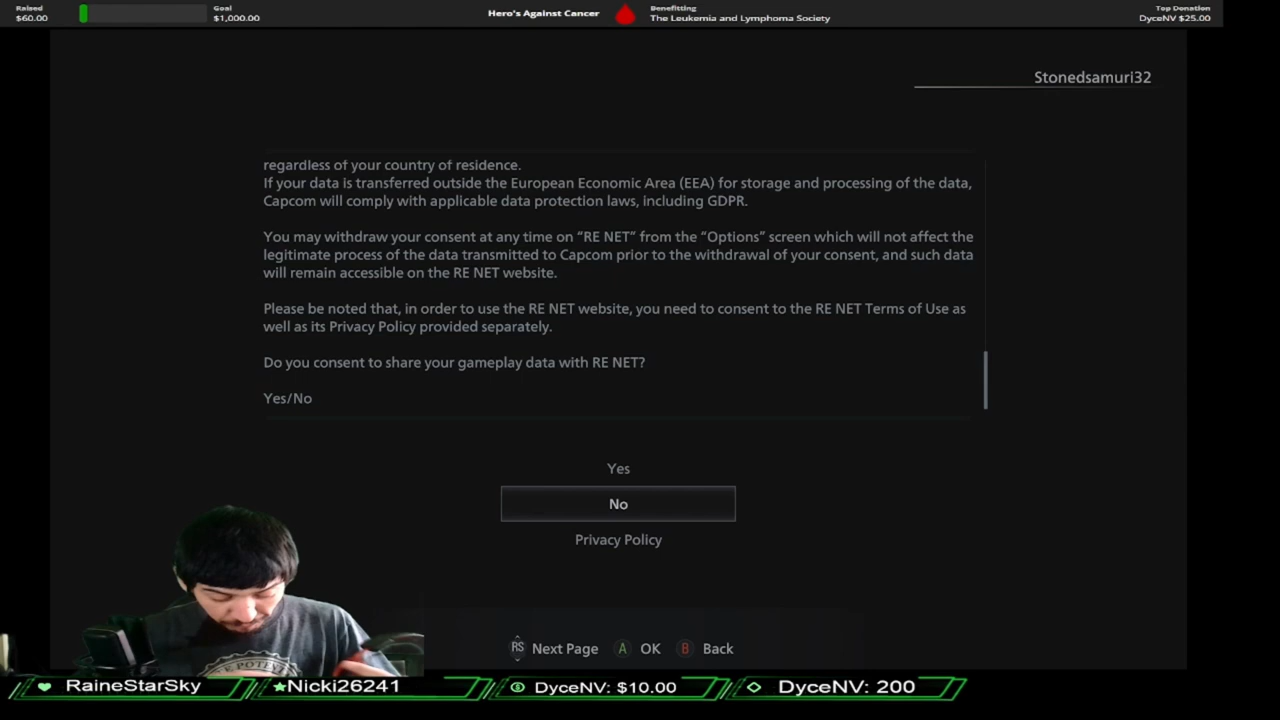 Raised
$60.00
Goal
$1,000.00
Hero's Against Cancer
Benefitting
The Leukemia and Lymphoma Society
Top Donation
DyceNV $25.00
Stonedsamuri32
regardless of your country of residence.
If your data is transferred outside the European Economic Area (EEA) for storage and processing of the data,
Capcom will comply with applicable data protection laws, including GDPR.
You may withdraw your consent at any time on “RE NET” from the “Options” screen which will not affect the
legitimate process of the data transmitted to Capcom prior to the withdrawal of your consent, and such data
will remain accessible on the RE NET website.
Please be noted that, in order to use the RE NET website, you need to consent to the RE NET Terms of Use as
well as its Privacy Policy provided separately.
Do you consent to share your gameplay data with RE NET?
Yes/No
Yes
No
Privacy Policy
RS Next Page A OK B Back
RaineStarSky
Nicki26241
DyceNV: $10.00
DyceNV: 200